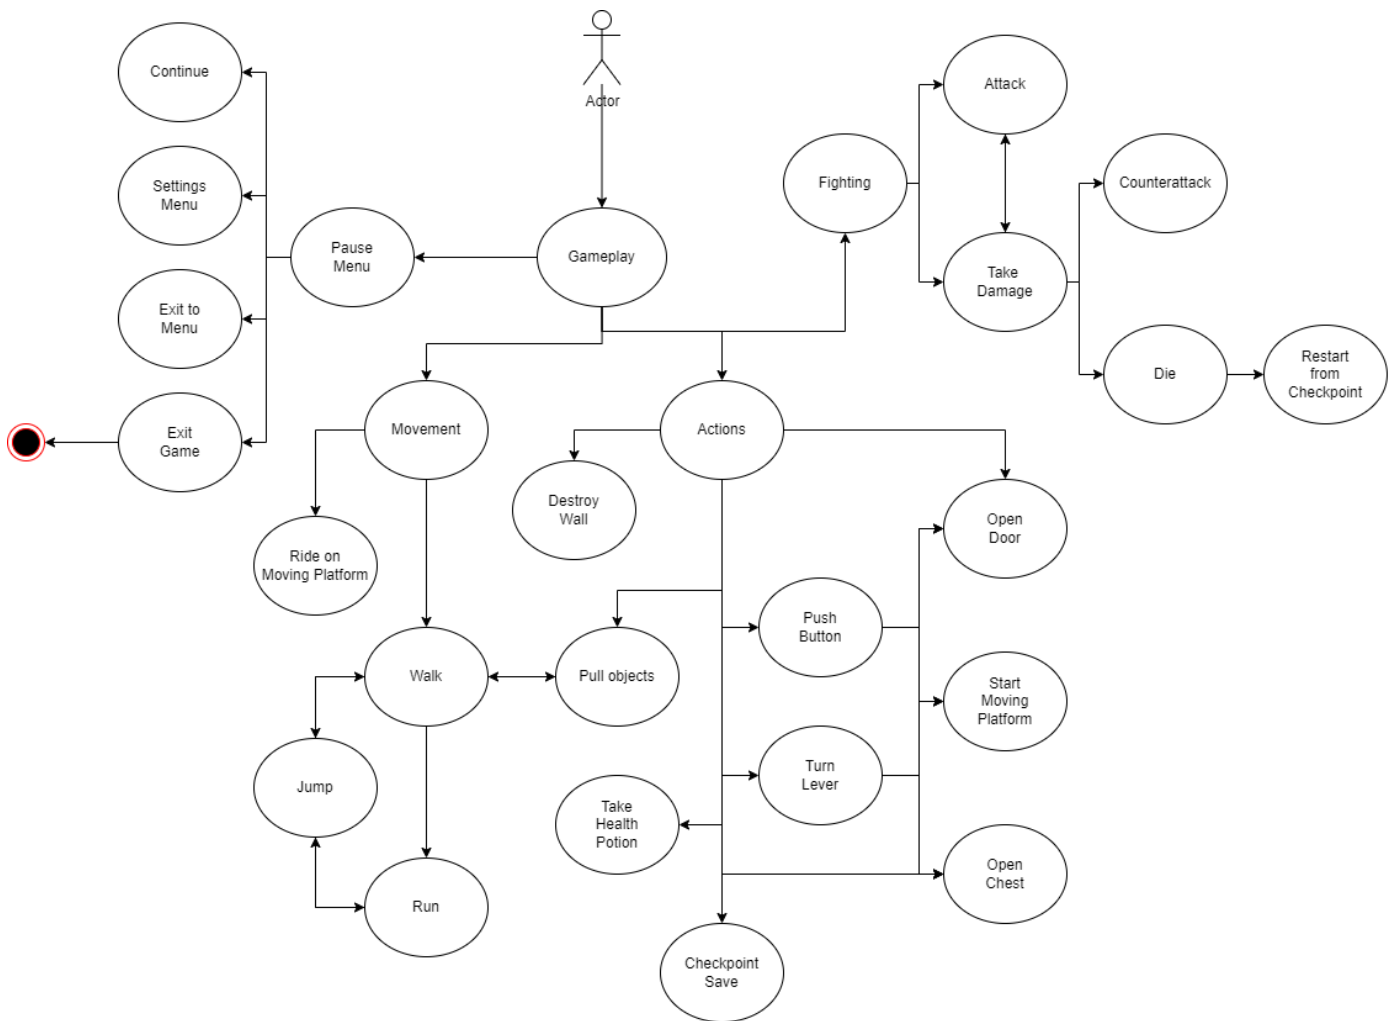 Actor
Continue
Attack
Settings
Menu
Fighting
Counterattack
Pause
Menu
Gameplay
Take
Damage
Exit to
Menu
Die
Restart
from
Checkpoint
Exit
Game
Movement
Actions
Destroy
Wall
Open
Door
Ride on
Moving Platform
Push
Button
Walk
Pull objects
Start
Moving
Platform
Jump
Turn
Lever
Take
Health
Potion
Open
Chest
Run
Checkpoint
Save